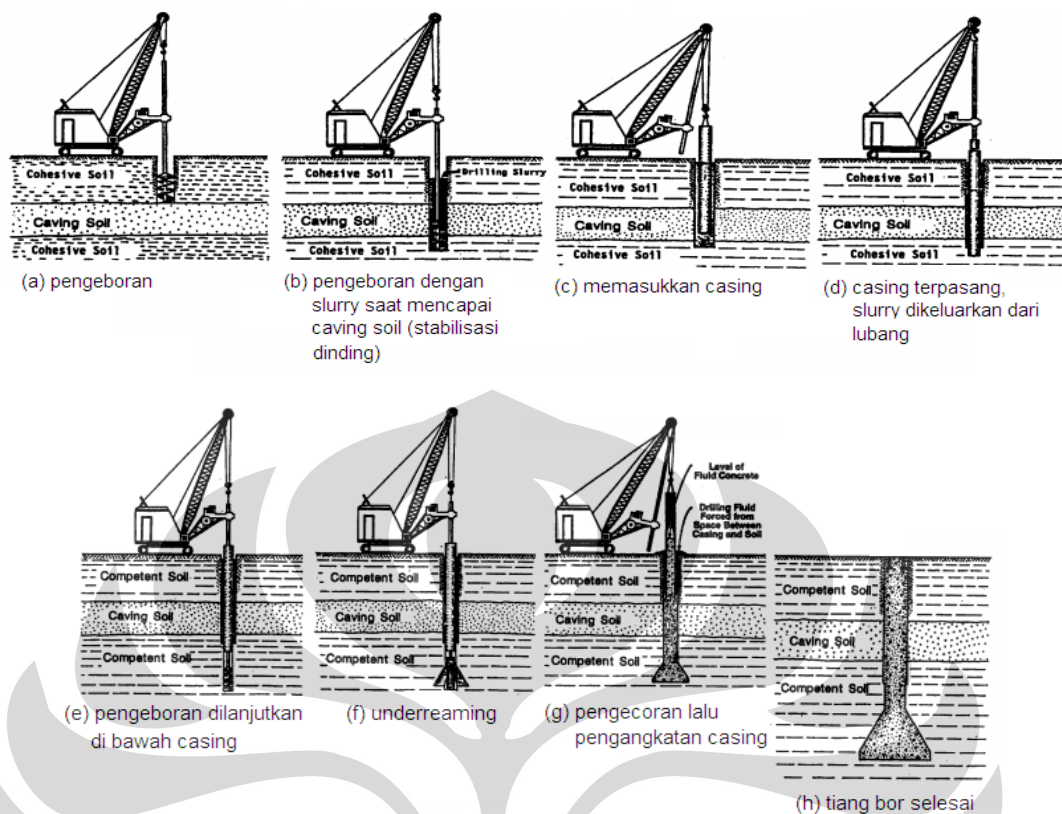 Cohesive Soil
Caving Soil
Cohesive Soil
(a) pengeboran
Drilling Slurry
Cohesive Soil
Caving Soil
Cohesive Soil
(b) pengeboran dengan
slurry saat mencapai
caving soil (stabilisasi
dinding)
Cohesive Soil
Caving Soil
Cohesive Soil
(c) memasukkan casing
Cohesive Soil
Caving Soil
Cohesive Soil
(d) casing terpasang,
slurry dikeluarkan dari
lubang
Competent Soil
Caving Soil
Competent Soil
(e) pengeboran dilanjutkan
di bawah casing
Competent Soil
Caving Soil
Competent Soil
(f) underreaming
Level of
Fluid Concrete
Drilling Fluid
Forced from
Space Between
Casing and Soil
Competent Soil
Caving Soil
Competent Soil
(g) pengecoran lalu
pengangkatan casing
Competent Soil
Caving Soil
Competent Soil
(h) tiang bor selesai